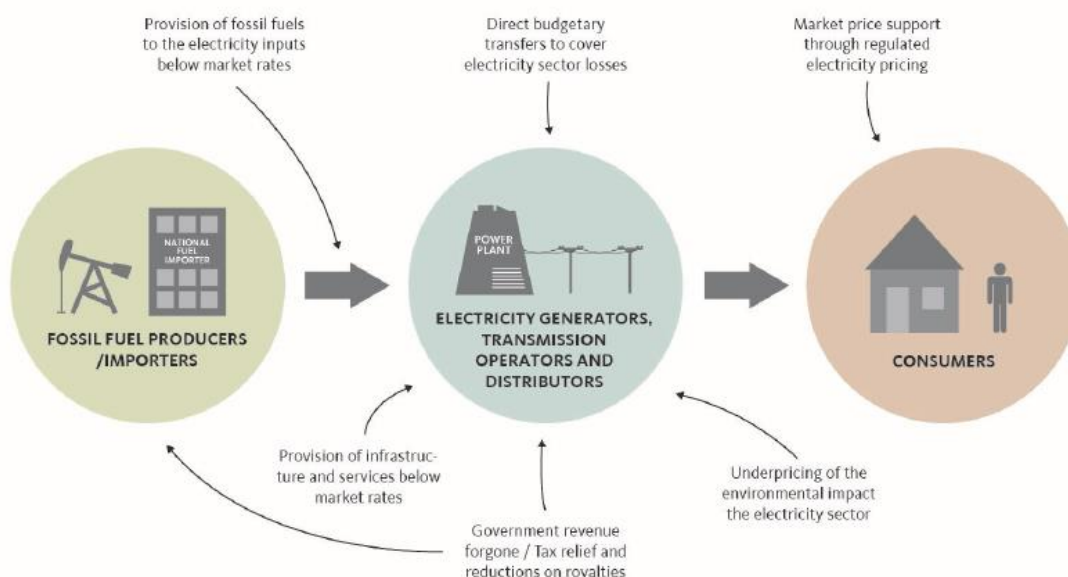 Provision of fossil fuels
to the electricity inputs
below market rates
Direct budgetary
transfers to cover
electricity sector losses
Market price support
through regulated
electricity pricing
NATIONAL
FUEL
IMPORTER
FOSSIL FUEL PRODUCERS
/IMPORTERS
POWER
PLANT
ELECTRICITY GENERATORS,
TRANSMISSION
OPERATORS AND
DISTRIBUTORS
CONSUMERS
Provision of infrastruc-
ture and services below
market rates
Underpricing of the
environmental impact
the electricity sector
Government revenue
forgone / Tax relief and
reductions on royalties